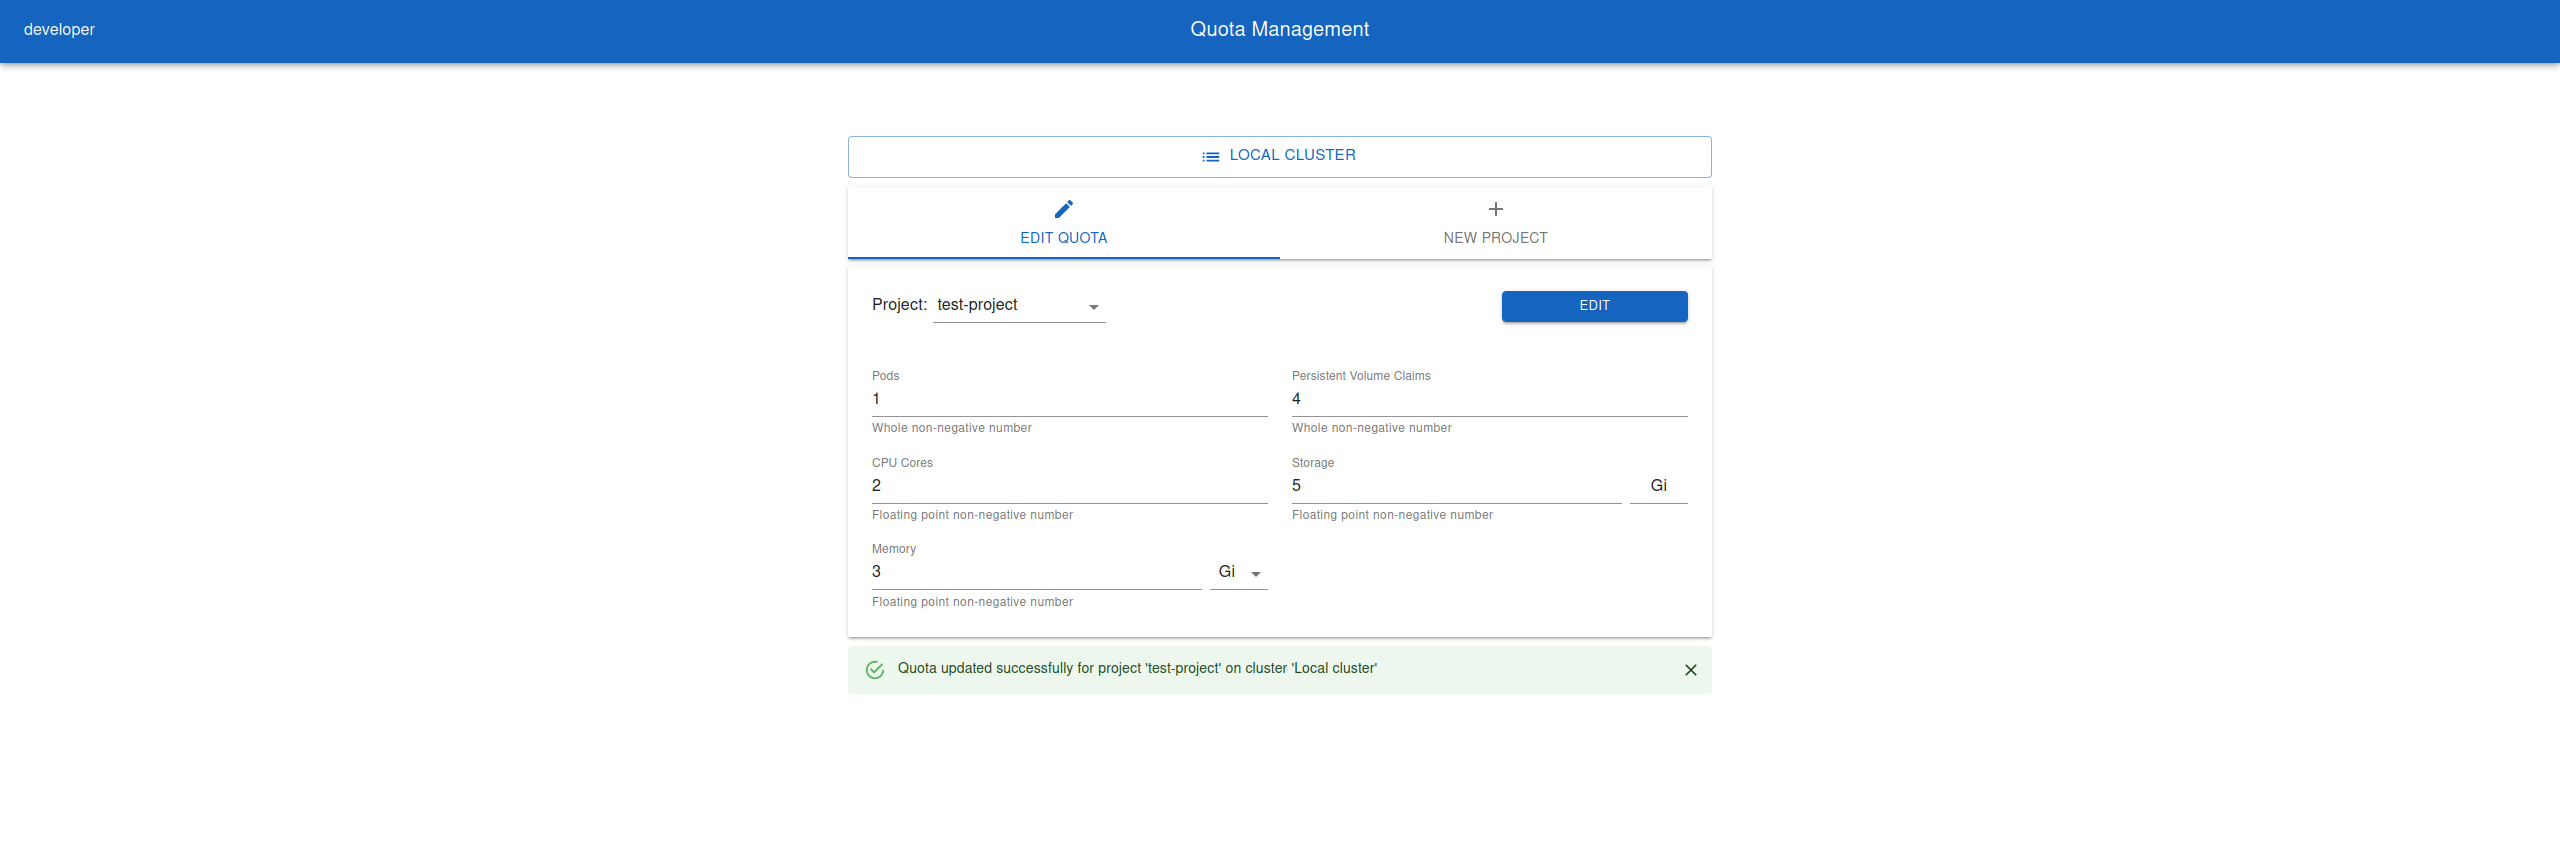 developer
Quota Management
LOCAL CLUSTER
EDIT QUOTA
NEW PROJECT
Project: test-project
EDIT
Pods
1
Whole non-negative number
Persistent Volume Claims
4
Whole non-negative number
CPU Cores
2
Floating point non-negative number
Storage
5 Gi
Floating point non-negative number
Memory
3 Gi
Floating point non-negative number
Quota updated successfully for project 'test-project' on cluster 'Local cluster'